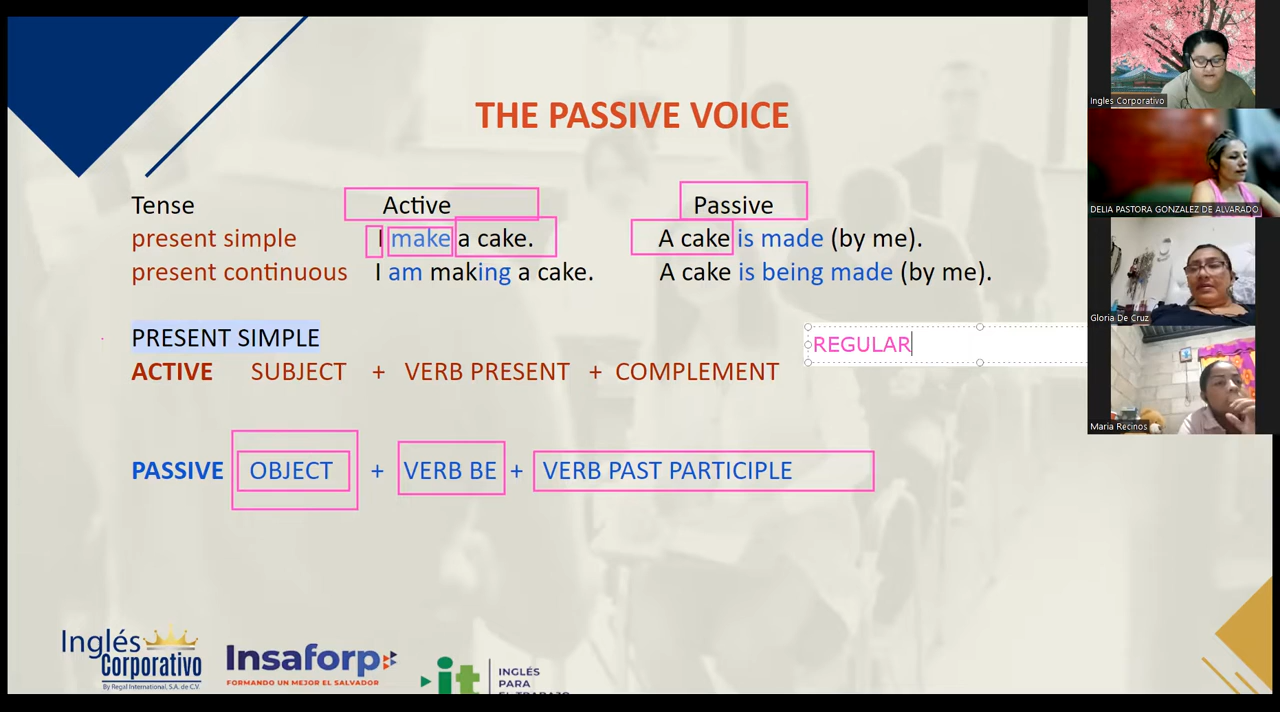 THE PASSIVE VOICE
Tense Active Passive
present simple I make a cake. A cake is made (by me).
present continuous I am making a cake. A cake is being made (by me).
PRESENT SIMPLE
REGULAR
ACTIVE SUBJECT + VERB PRESENT + COMPLEMENT
PASSIVE OBJECT + VERB BE + VERB PAST PARTICIPLE
Inglés
Corporativo
By Regal International, S.A. de C.V.
Insaforp
FORMANDO UN MEJOR EL SALVADOR
it
INGLÉS
PARA
EL TRABAJO
Ingles Corporativo
DELIA PASTORA GONZALEZ DE ALVARADO
Gloria De Cruz
Maria Recinos